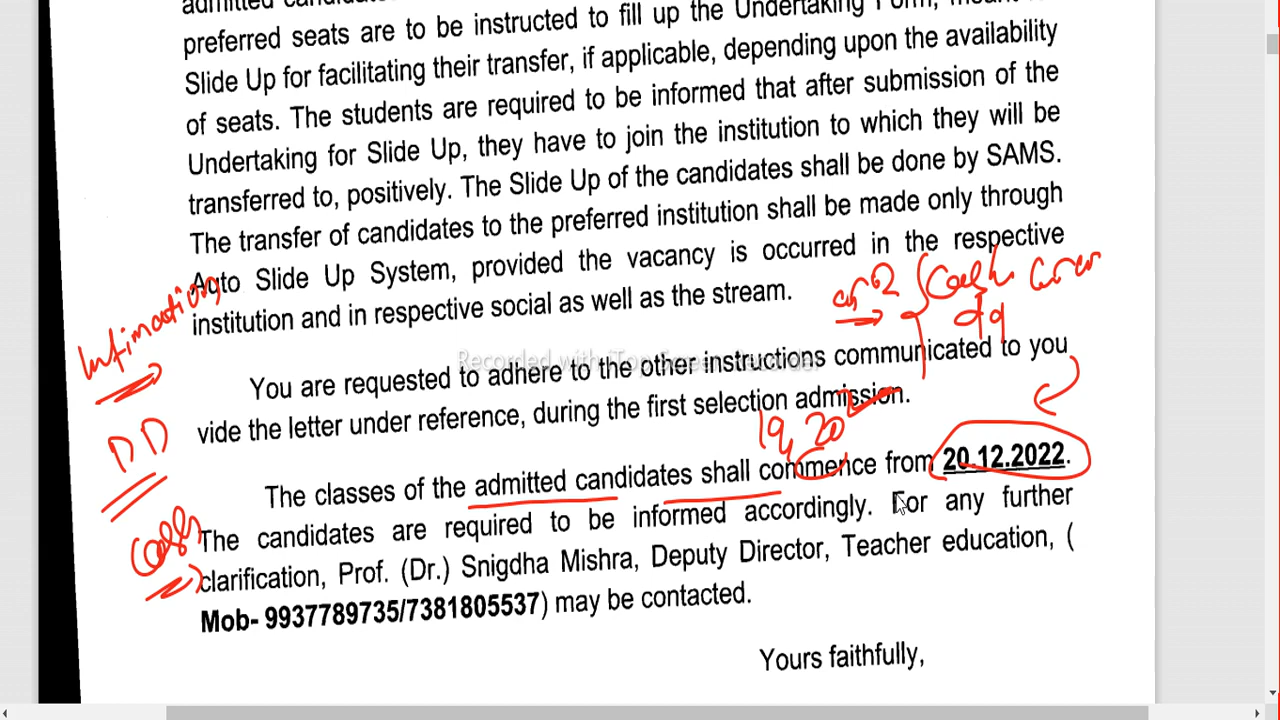 admitted
preferred seats are to be instructed to fill up the Undertaking Form,
Slide Up for facilitating their transfer, if applicable, depending upon the availability
of seats. The students are required to be informed that after submission of the
Undertaking for Slide Up, they have to join the institution to which they will be
transferred to, positively. The Slide Up of the candidates shall be done by SAMS.
The transfer of candidates to the preferred institution shall be made only through
Auto Slide Up System, provided the vacancy is occurred in the respective
institution and in respective social as well as the stream.
Intimation
Cash
You are requested to adhere to the other instructions communicated to you
vide the letter under reference, during the first selection admission.
DD
19, 20
The classes of the admitted candidates shall commence from 20.12.2022.
The candidates are required to be informed accordingly. For any further
clarification, Prof. (Dr.) Snigdha Mishra, Deputy Director, Teacher education, (
Mob- 9937789735/7381805537) may be contacted.
Yours faithfully,